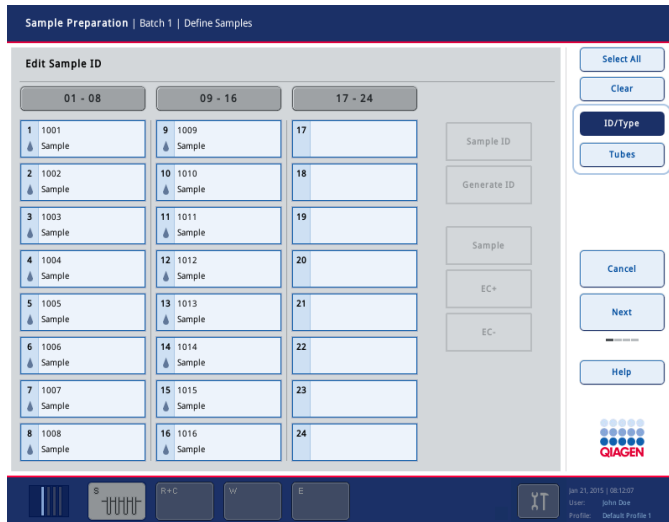 Sample Preparation | Batch 1 | Define Samples
Edit Sample ID
01 - 08
09 - 16
17 - 24
1 1001
Sample
2 1002
Sample
3 1003
Sample
4 1004
Sample
5 1005
Sample
6 1006
Sample
7 1007
Sample
8 1008
Sample
9 1009
Sample
10 1010
Sample
11 1011
Sample
12 1012
Sample
13 1013
Sample
14 1014
Sample
15 1015
Sample
16 1016
Sample
17
18
19
20
21
22
23
24
Sample ID
Generate ID
Sample
EC+
EC-
Select All
Clear
ID/Type
Tubes
Cancel
Next
Help
QIAGEN
S
R+C
W
E
Jan 21, 2015 | 08:12:07
User: John Doe
Profile: Default Profile 1